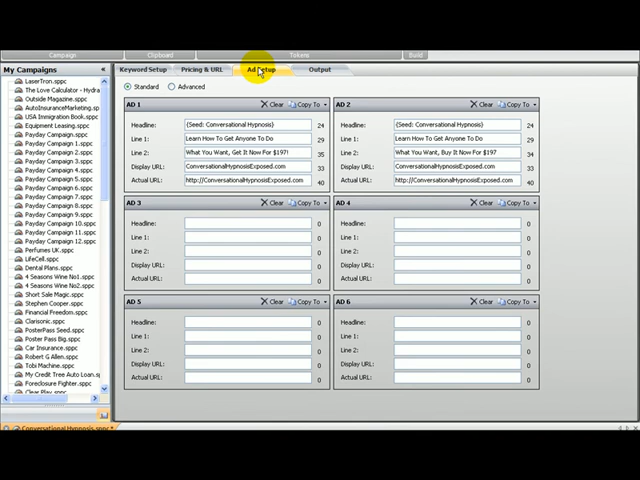 Campaign Clipboard Tokens Build
My Campaigns
LaserTron.sppc
The Love Calculator - Hydra
Outside Magazine.sppc
AutoInsuranceMarketing.sp
USA Immigration Book.sppc
Equipment Leasing.sppc
Payday Campaign.sppc
Payday Campaign 1.sppc
Payday Campaign 2.sppc
Payday Campaign 3.sppc
Payday Campaign 4.sppc
Payday Campaign 5.sppc
Payday Campaign 6.sppc
Payday Campaign 7.sppc
Payday Campaign 8.sppc
Payday Campaign 9.sppc
Payday Campaign 10.sppc
Payday Campaign 11.sppc
Payday Campaign 12.sppc
Perfumes UK.sppc
LifeCell.sppc
Dental Plans.sppc
4 Seasons Wine No1.sppc
4 Seasons Wine No2.sppc
Short Sale Magic.sppc
Stephen Cooper.sppc
Financial Freedom.sppc
Clarisonic.sppc
PosterPass Seed.sppc
Poster Pass Big.sppc
Car Insurance.sppc
Robert G Allen.sppc
Tobi Machine.sppc
My Credit Tree Auto Loan.sp
Foreclosure Fighter.sppc
Clear Play.sppc
Conversational Hypnosis.sppc *
Keyword Setup Pricing & URL Ad Setup Output
Standard Advanced
AD 1 Clear Copy To
Headline: {Seed: Conversational Hypnosis} 24
Line 1: Learn How To Get Anyone To Do 29
Line 2: What You Want, Get It Now For $197! 35
Display URL: ConversationalHypnosisExposed.com 33
Actual URL: http://ConversationalHypnosisExposed.com 40
AD 2 Clear Copy To
Headline: {Seed: Conversational Hypnosis} 24
Line 1: Learn How To Get Anyone To Do 29
Line 2: What You Want, Buy It Now For $197 34
Display URL: ConversationalHypnosisExposed.com 33
Actual URL: http://ConversationalHypnosisExposed.com 40
AD 3 Clear Copy To
Headline: 0
Line 1: 0
Line 2: 0
Display URL: 0
Actual URL: 0
AD 4 Clear Copy To
Headline: 0
Line 1: 0
Line 2: 0
Display URL: 0
Actual URL: 0
AD 5 Clear Copy To
Headline: 0
Line 1: 0
Line 2: 0
Display URL: 0
Actual URL: 0
AD 6 Clear Copy To
Headline: 0
Line 1: 0
Line 2: 0
Display URL: 0
Actual URL: 0